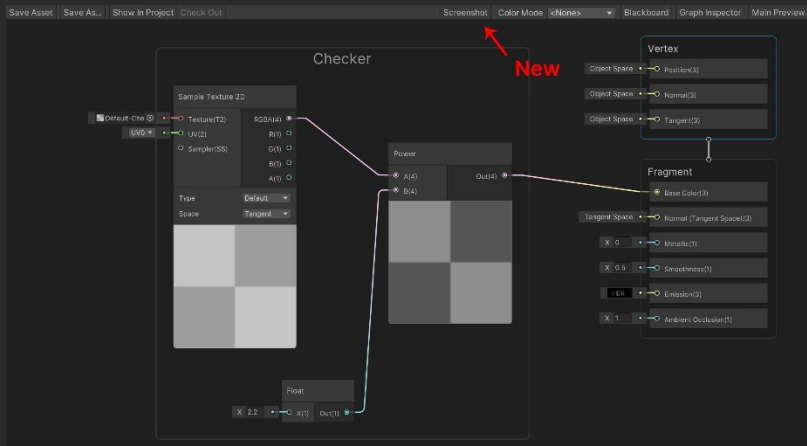 Save Asset Save As... Show In Project Check Out Screenshot Color Mode <None> Blackboard Graph Inspector Main Preview
New
Checker
Sample Texture 2D
Default-Che
Texture(T2) RGBA(4)
UV0
UV(2) R(1)
Sampler(SS) G(1)
B(1)
A(1)
Type Default
Space Tangent
Power
A(4) Out(4)
B(4)
Float
X 2.2 X(1) Out(1)
Vertex
Object Space Position(3)
Object Space Normal(3)
Object Space Tangent(3)
Fragment
Base Color(3)
Tangent Space Normal (Tangent Space)(3)
X 0 Metallic(1)
X 0.5 Smoothness(1)
HDR Emission(3)
X 1 Ambient Occlusion(1)